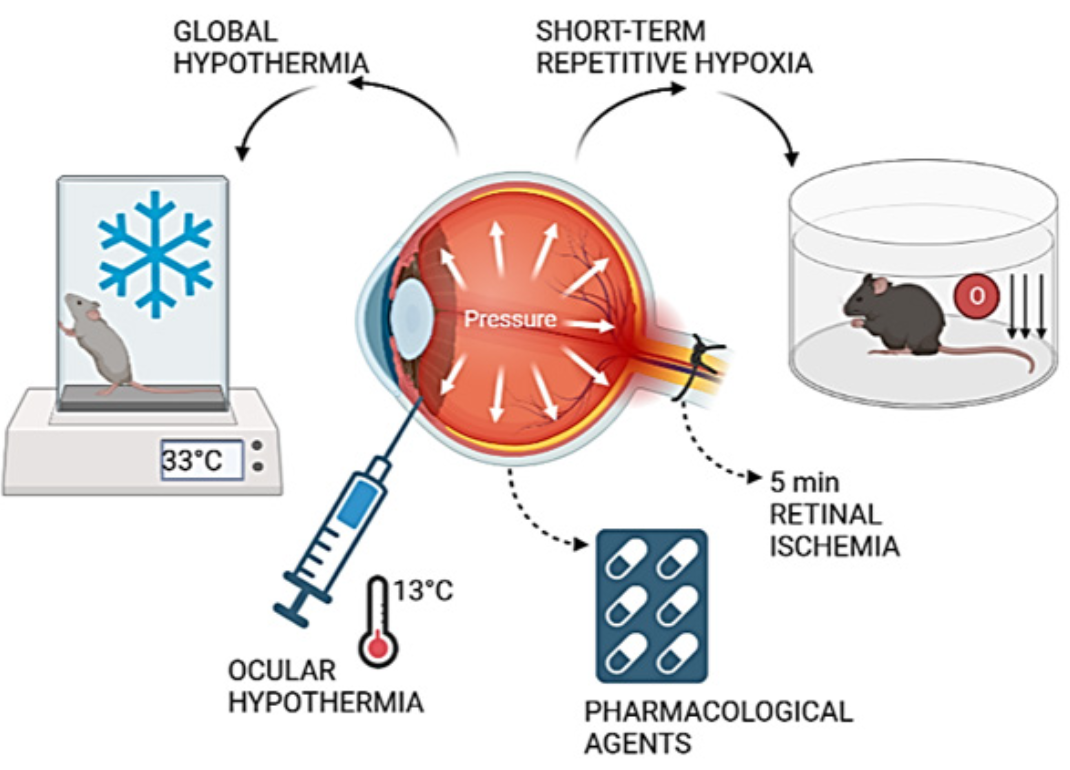 GLOBAL
HYPOTHERMIA
SHORT-TERM
REPETITIVE HYPOXIA
Pressure
O
33°C
5 min
RETINAL
ISCHEMIA
13°C
OCULAR
HYPOTHERMIA
PHARMACOLOGICAL
AGENTS